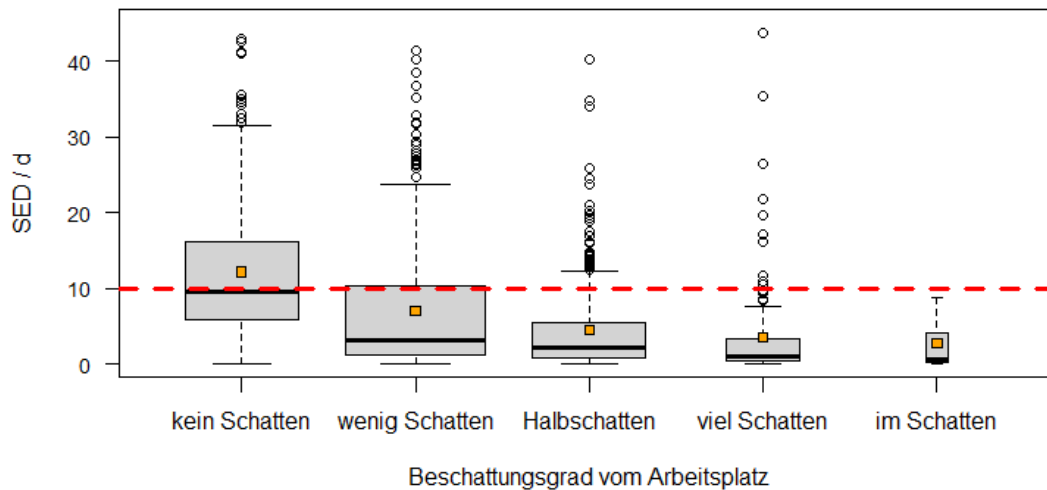 SED / d
40
30
20
10
0
kein Schatten wenig Schatten Halbschatten viel Schatten im Schatten
Beschattungsgrad vom Arbeitsplatz